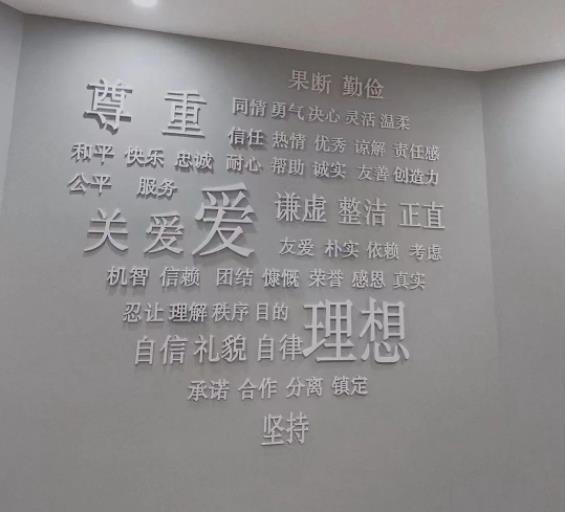 果断 勤俭
尊重 同情 勇气 决心 灵活 温柔
信任 热情 优秀 谅解 责任感
和平 快乐 忠诚 耐心 帮助 诚实 友善 创造力
公平 服务
关爱 爱 谦虚 整洁 正直
友爱 朴实 依赖 考虑
机智 信赖 团结 慷慨 荣誉 感恩 真实
忍让 理解 秩序 目的
自信 礼貌 自律 理想
承诺 合作 分离 镇定
坚持